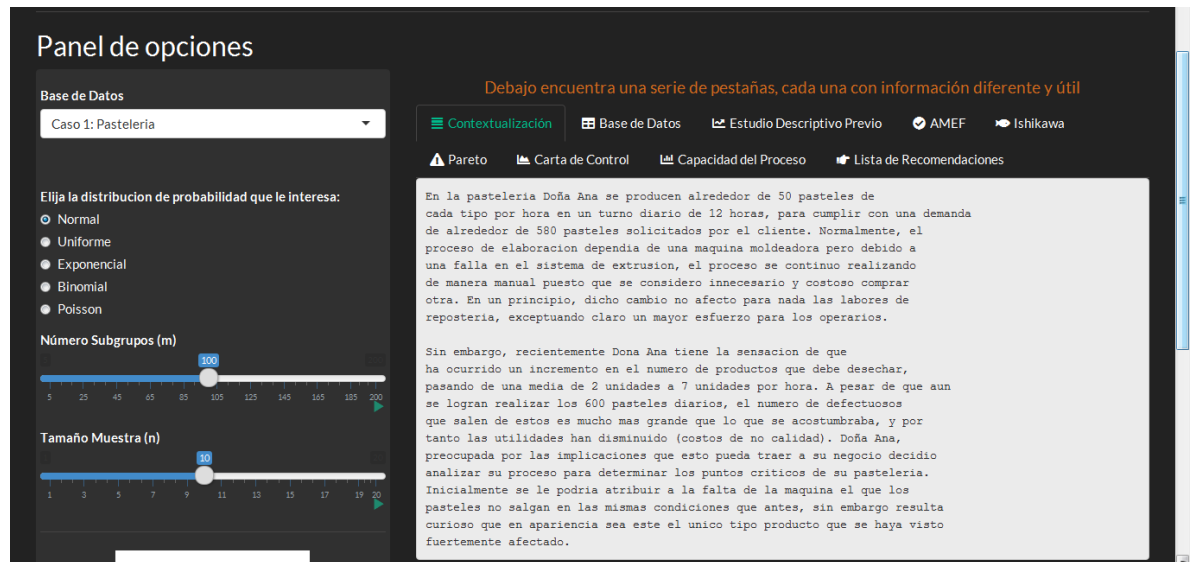 Panel de opciones
Base de Datos
Caso 1: Pasteleria
Elija la distribucion de probabilidad que le interesa:
Normal
Uniforme
Exponencial
Binomial
Poisson
Número Subgrupos (m)
100
5 25 45 65 85 105 125 145 165 185 200
Tamaño Muestra (n)
10
1 3 5 7 9 11 13 15 17 19 20
Debajo encuentra una serie de pestañas, cada una con información diferente y útil
Contextualización Base de Datos Estudio Descriptivo Previo AMEF Ishikawa
Pareto Carta de Control Capacidad del Proceso Lista de Recomendaciones
En la pasteleria Doña Ana se producen alrededor de 50 pasteles de
cada tipo por hora en un turno diario de 12 horas, para cumplir con una demanda
de alrededor de 580 pasteles solicitados por el cliente. Normalmente, el
proceso de elaboracion dependia de una maquina moldeadora pero debido a
una falla en el sistema de extrusion, el proceso se continuo realizando
de manera manual puesto que se considero innecesario y costoso comprar
otra. En un principio, dicho cambio no afecto para nada las labores de
reposteria, exceptuando claro un mayor esfuerzo para los operarios.
Sin embargo, recientemente Dona Ana tiene la sensacion de que
ha ocurrido un incremento en el numero de productos que debe desechar,
pasando de una media de 2 unidades a 7 unidades por hora. A pesar de que aun
se logran realizar los 600 pasteles diarios, el numero de defectuosos
que salen de estos es mucho mas grande que lo que se acostumbraba, y por
tanto las utilidades han disminuido (costos de no calidad). Doña Ana,
preocupada por las implicaciones que esto pueda traer a su negocio decidio
analizar su proceso para determinar los puntos criticos de su pasteleria.
Inicialmente se le podria atribuir a la falta de la maquina el que los
pasteles no salgan en las mismas condiciones que antes, sin embargo resulta
curioso que en apariencia sea este el unico tipo producto que se haya visto
fuertemente afectado.